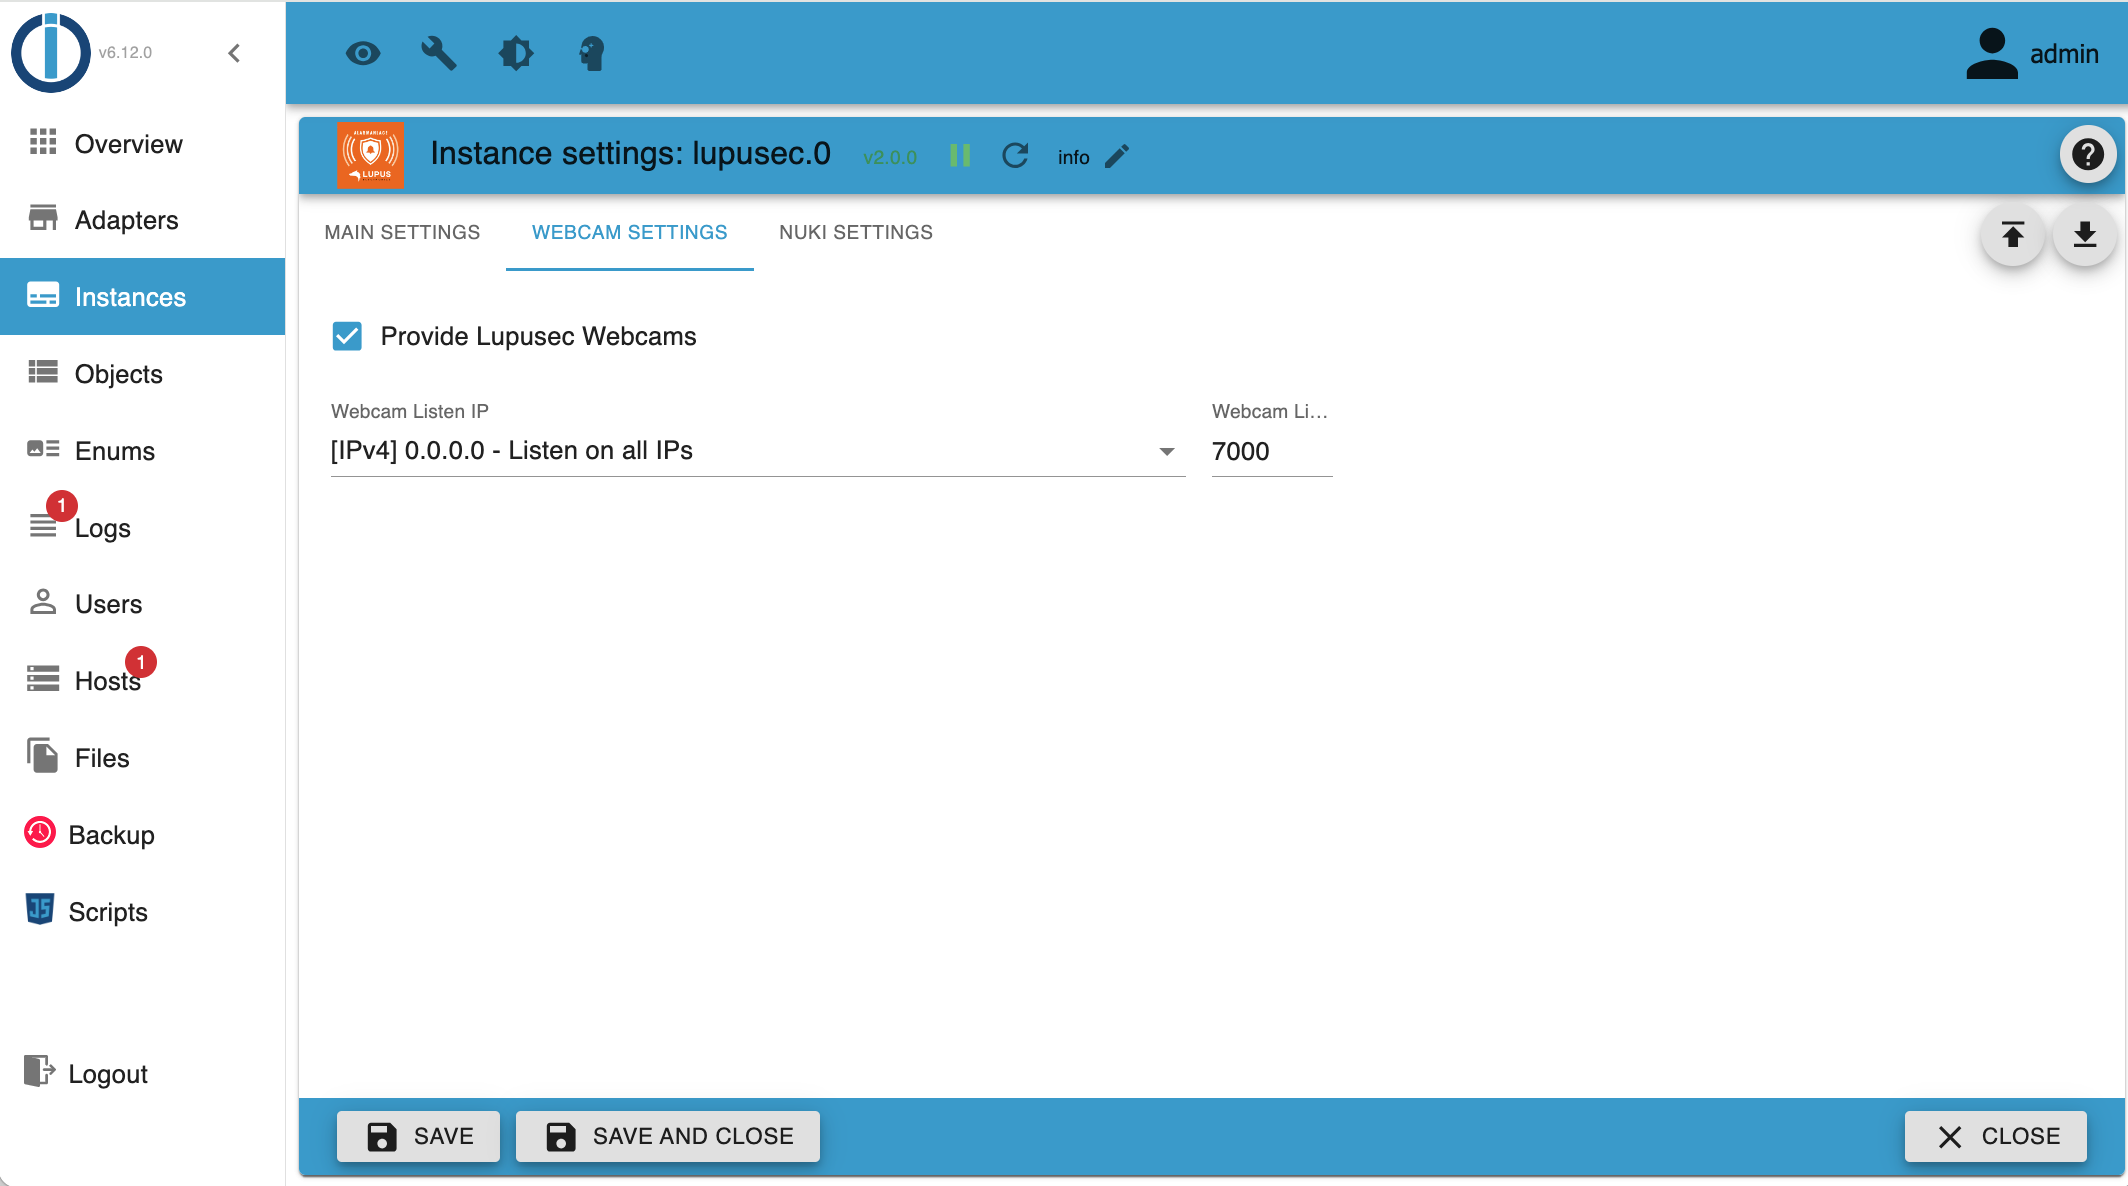 v6.12.0
admin
Overview
Adapters
Instances
Objects
Enums
1
Logs
Users
1
Hosts
Files
Backup
JS
Scripts
Logout
LUPUS
Instance settings: lupusec.0
v2.0.0
info
MAIN SETTINGS
WEBCAM SETTINGS
NUKI SETTINGS
Provide Lupusec Webcams
Webcam Listen IP
[IPv4] 0.0.0.0 - Listen on all IPs
Webcam Li...
7000
SAVE
SAVE AND CLOSE
CLOSE